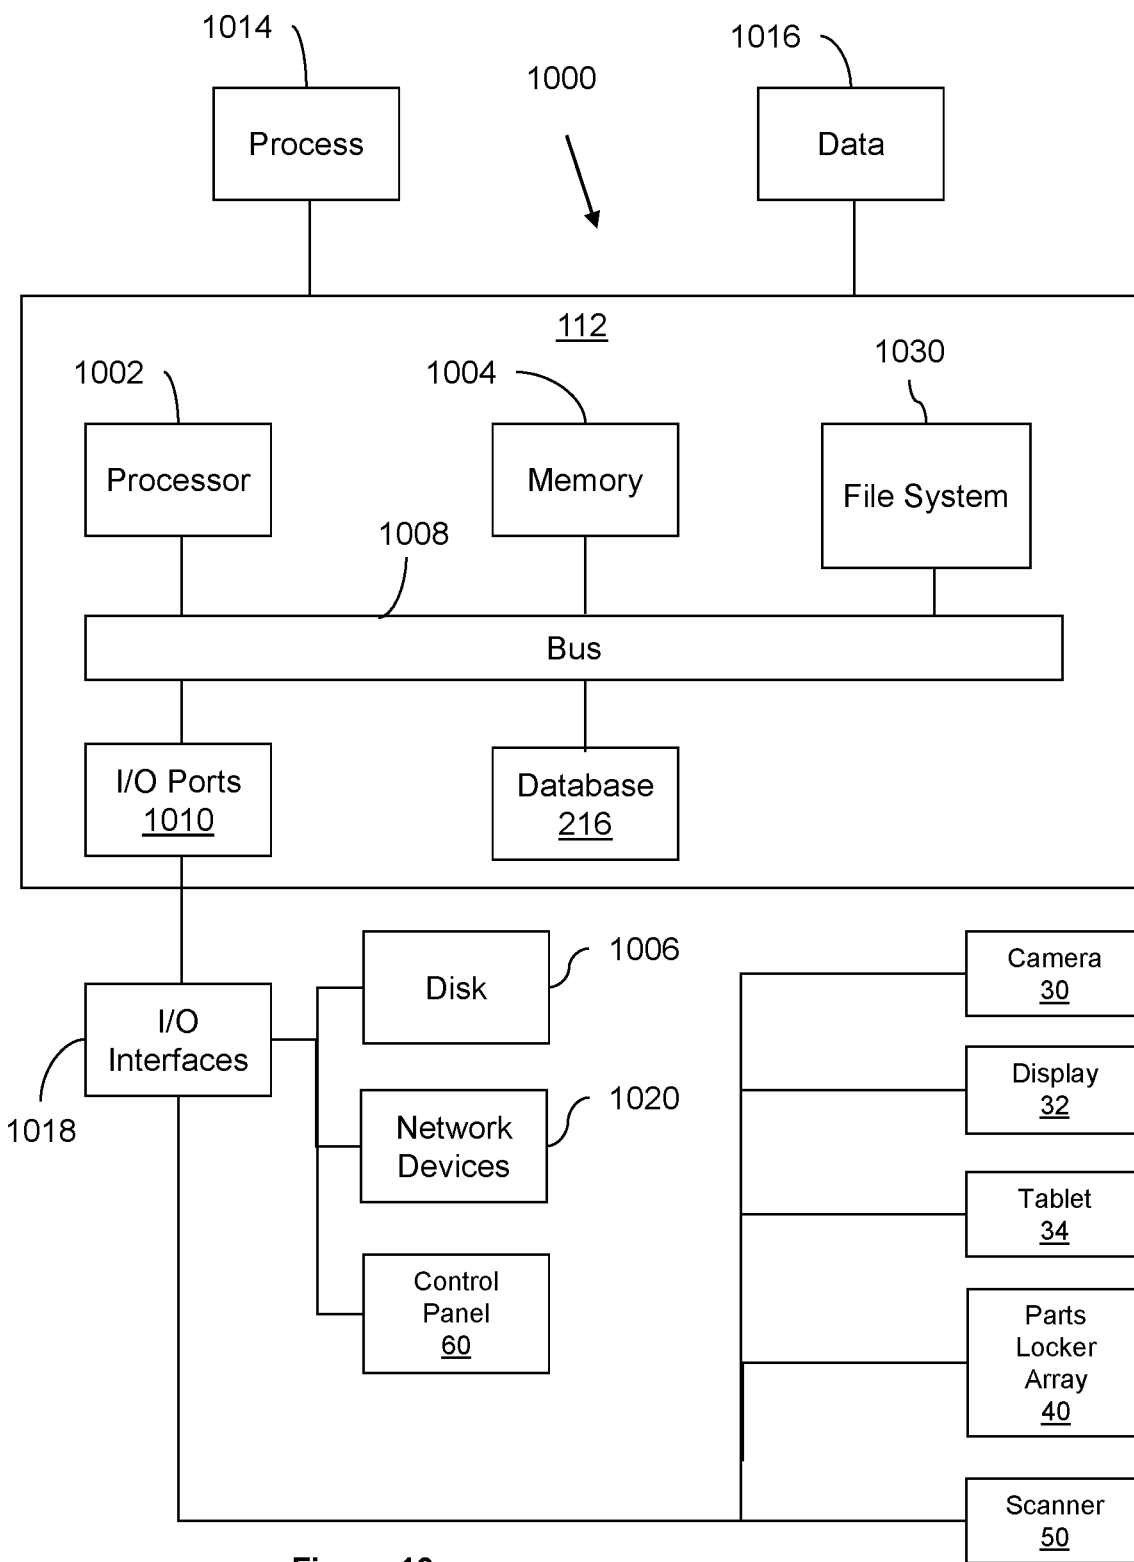 1014
1016
1000
Process
Data
112
1002
1004
1030
Processor
Memory
File System
1008
Bus
I/O Ports
1010
Database
216
Disk
1006
Camera
30
I/O
Interfaces
1018
Network
Devices
1020
Display
32
Tablet
34
Control
Panel
60
Parts
Locker
Array
40
Scanner
50